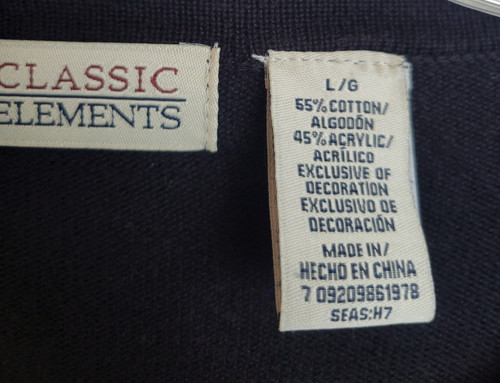 CLASSIC
ELEMENTS
L/G
55% COTTON/
ALGODÓN
45% ACRYLIC/
ACRÍLICO
EXCLUSIVE OF
DECORATION
EXCLUSIVO DE
DECORACIÓN
MADE IN/
HECHO EN CHINA
7 09209861978
SEAS:H7